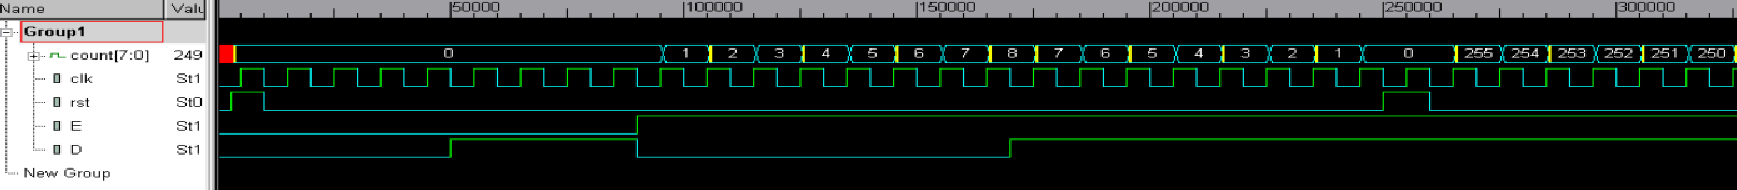 Name Valu 50000 100000 150000 200000 250000 300000
Group1
count[7:0] 249 0 1 2 3 4 5 6 7 8 7 6 5 4 3 2 1 0 255 254 253 252 251 250
clk St1
rst St0
E St1
D St1
New Group